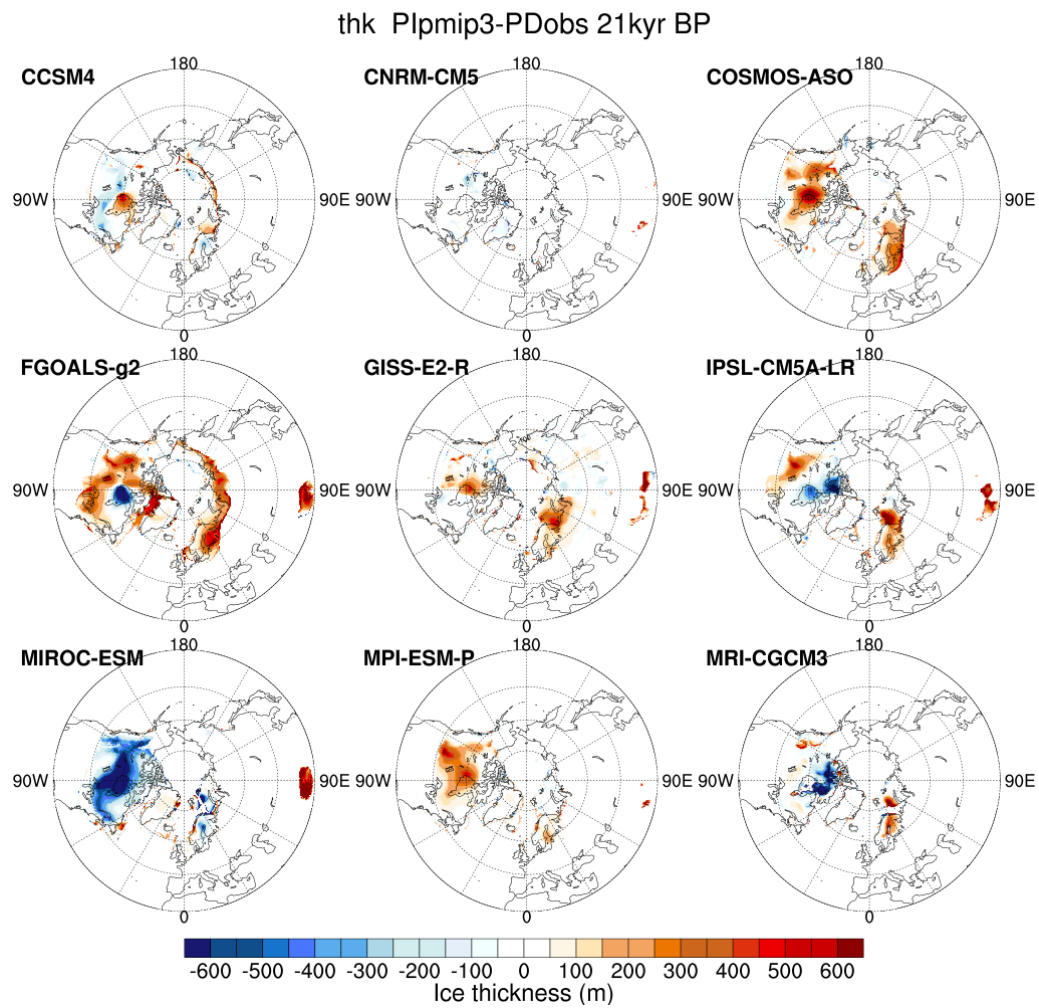 thk PIpmip3-PDobs 21kyr BP
CCSM4 180 CNRM-CM5 180 COSMOS-ASO 180
90W 90E 90W 90E 90W 90E
0 0 0
FGOALS-g2 180 GISS-E2-R 180 IPSL-CM5A-LR 180
90W 90E 90W 90E 90W 90E
0 0 0
MIROC-ESM 180 MPI-ESM-P 180 MRI-CGCM3 180
90W 90E 90W 90E 90W 90E
0 0 0
-600 -500 -400 -300 -200 -100 0 100 200 300 400 500 600
Ice thickness (m)